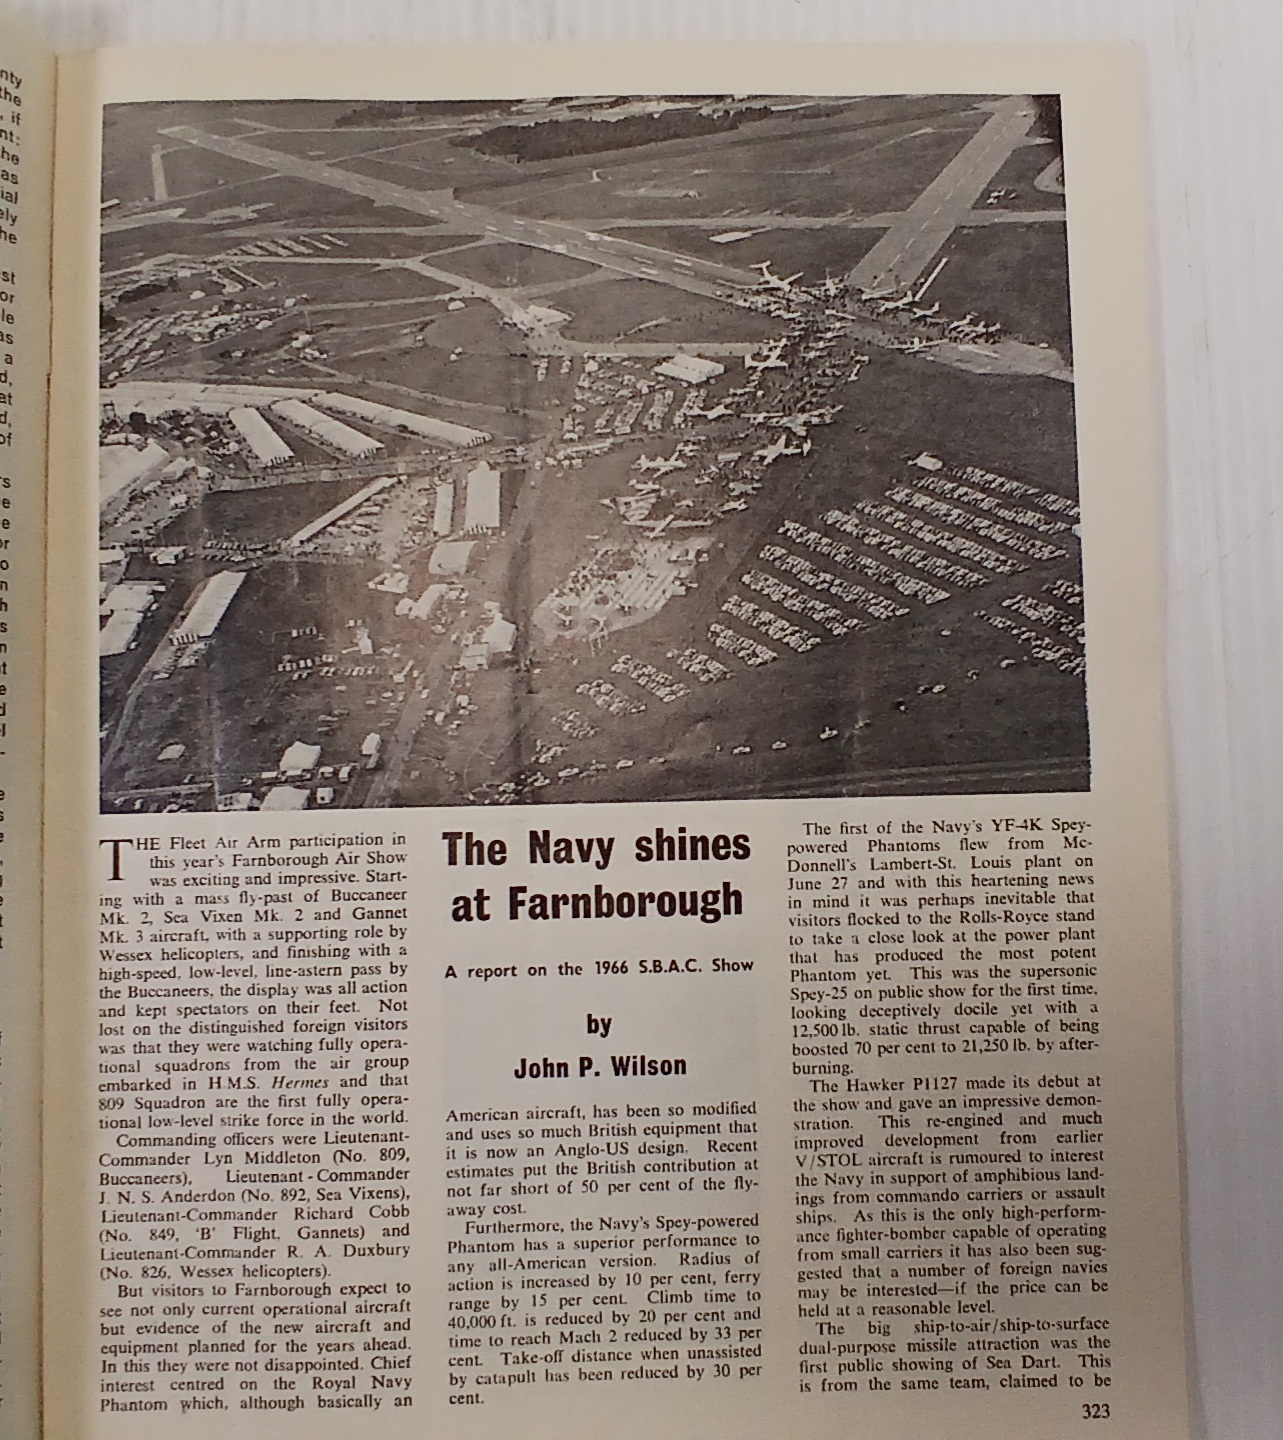 nty
the
, if
nt:
he
as
ial
ely
he
st
or
le
as
a
d,
at
d,
of
THE Fleet Air Arm participation in
this year's Farnborough Air Show
was exciting and impressive. Start-
ing with a mass fly-past of Buccaneer
Mk. 2, Sea Vixen Mk. 2 and Gannet
Mk. 3 aircraft, with a supporting role by
Wessex helicopters, and finishing with a
high-speed, low-level, line-astern pass by
the Buccaneers, the display was all action
and kept spectators on their feet. Not
lost on the distinguished foreign visitors
was that they were watching fully opera-
tional squadrons from the air group
embarked in H.M.S. Hermes and that
809 Squadron are the first fully opera-
tional low-level strike force in the world.
Commanding officers were Lieutenant-
Commander Lyn Middleton (No. 809,
Buccaneers), Lieutenant-Commander
J. N. S. Anderdon (No. 892, Sea Vixens),
Lieutenant-Commander Richard Cobb
(No. 849, 'B' Flight, Gannets) and
Lieutenant-Commander R. A. Duxbury
(No. 826, Wessex helicopters).
But visitors to Farnborough expect to
see not only current operational aircraft
but evidence of the new aircraft and
equipment planned for the years ahead.
In this they were not disappointed. Chief
interest centred on the Royal Navy
Phantom which, although basically an
The Navy shines
at Farnborough
A report on the 1966 S.B.A.C. Show
by
John P. Wilson
American aircraft, has been so modified
and uses so much British equipment that
it is now an Anglo-US design. Recent
estimates put the British contribution at
not far short of 50 per cent of the fly-
away cost.
Furthermore, the Navy's Spey-powered
Phantom has a superior performance to
any all-American version. Radius of
action is increased by 10 per cent, ferry
range by 15 per cent. Climb time to
40,000 ft. is reduced by 20 per cent and
time to reach Mach 2 reduced by 33 per
cent. Take-off distance when unassisted
by catapult has been reduced by 30 per
cent.
The first of the Navy's YF-4K Spey-
powered Phantoms flew from Mc-
Donnell's Lambert-St. Louis plant on
June 27 and with this heartening news
in mind it was perhaps inevitable that
visitors flocked to the Rolls-Royce stand
to take a close look at the power plant
that has produced the most potent
Phantom yet. This was the supersonic
Spey-25 on public show for the first time,
looking deceptively docile yet with a
12,500 lb. static thrust capable of being
boosted 70 per cent to 21,250 lb. by after-
burning.
The Hawker P1127 made its debut at
the show and gave an impressive demon-
stration. This re-engined and much
improved development from earlier
V/STOL aircraft is rumoured to interest
the Navy in support of amphibious land-
ings from commando carriers or assault
ships. As this is the only high-perform-
ance fighter-bomber capable of operating
from small carriers it has also been sug-
gested that a number of foreign navies
may be interested—if the price can be
held at a reasonable level.
The big ship-to-air/ship-to-surface
dual-purpose missile attraction was the
first public showing of Sea Dart. This
is from the same team, claimed to be
323